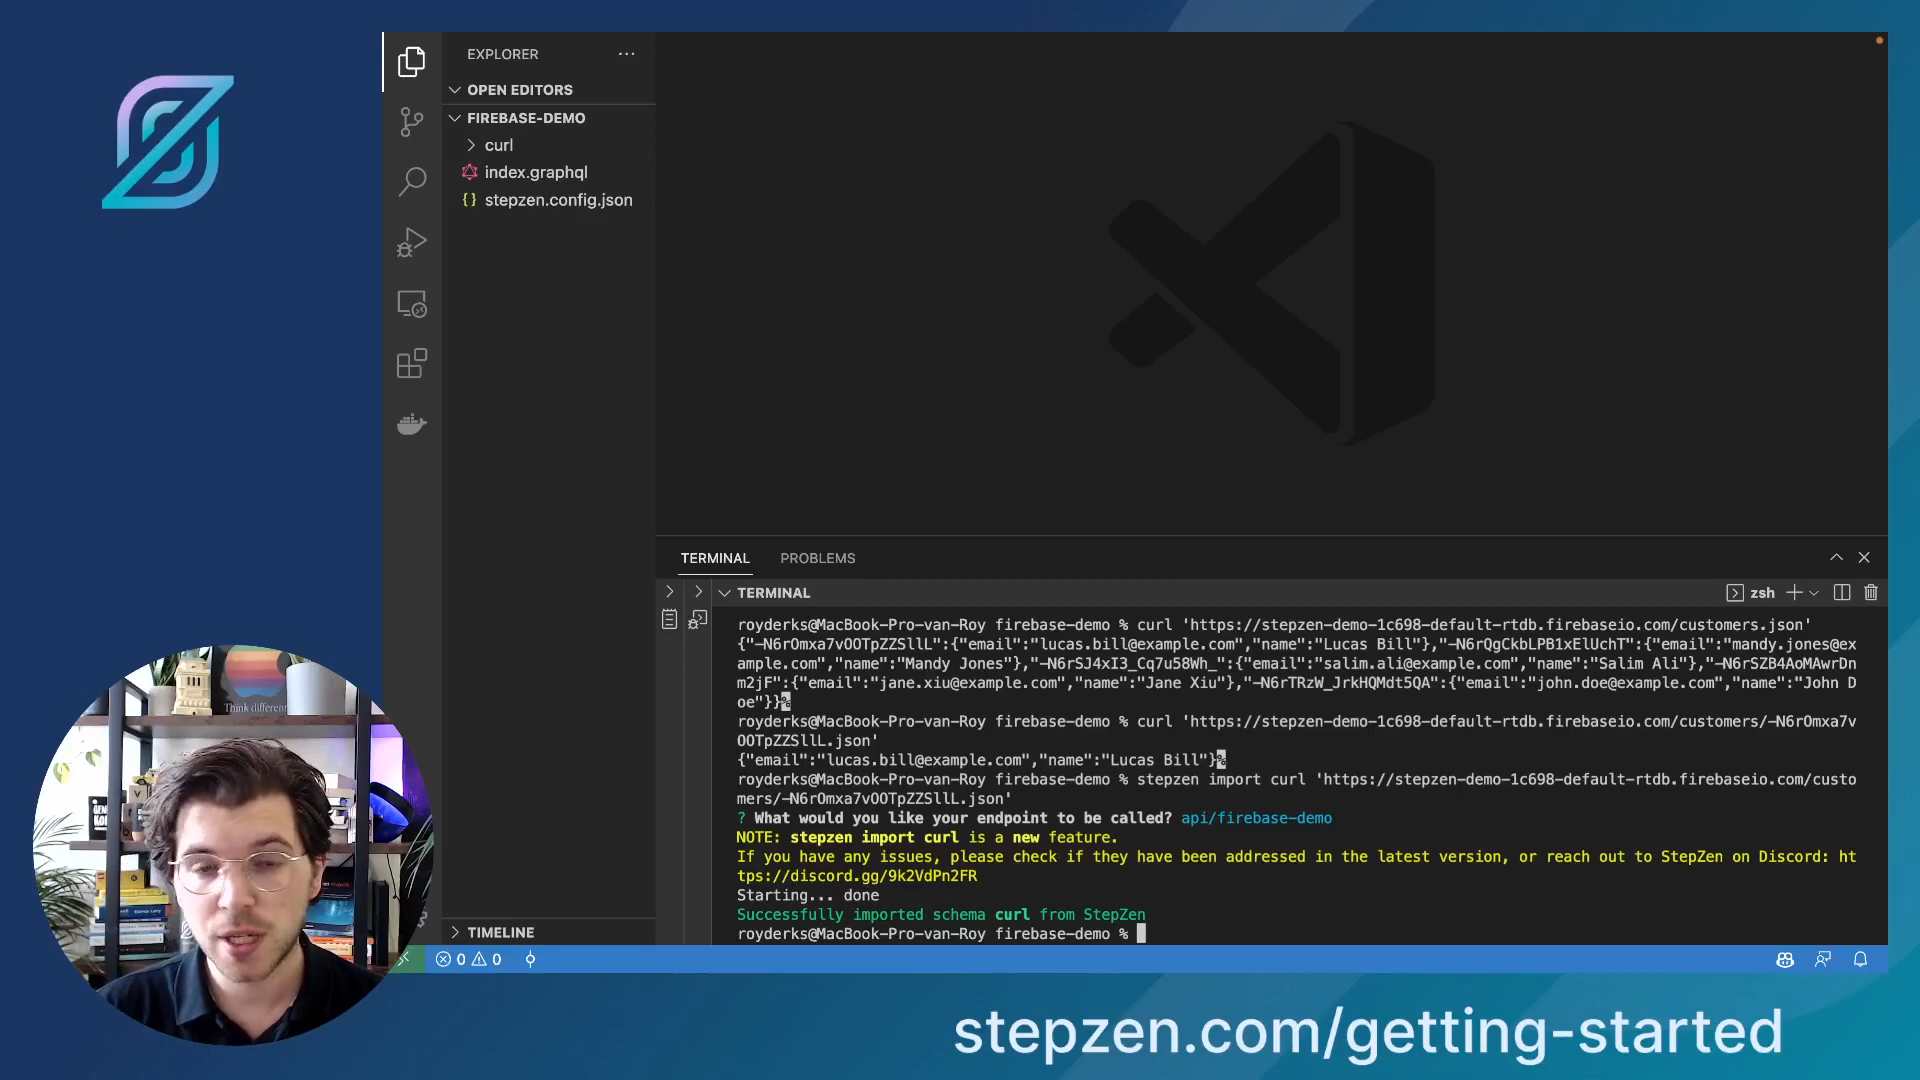 EXPLORER
OPEN EDITORS
FIREBASE-DEMO
curl
index.graphql
{} stepzen.config.json
TERMINAL PROBLEMS
TERMINAL
zsh
royderks@MacBook-Pro-van-Roy firebase-demo % curl 'https://stepzen-demo-1c698-default-rtdb.firebaseio.com/customers.json'
{"-N6rOmxa7vOOTpZZSllL":{"email":"lucas.bill@example.com","name":"Lucas Bill"},"-N6rQgCkbLPB1xElUchT":{"email":"mandy.jones@ex
ample.com","name":"Mandy Jones"},"-N6rSJ4xI3_Cq7u58Wh_":{"email":"salim.ali@example.com","name":"Salim Ali"},"-N6rSZB4AoMAwrDn
m2jF":{"email":"jane.xiu@example.com","name":"Jane Xiu"},"-N6rTRzW_JrkHQMdt5QA":{"email":"john.doe@example.com","name":"John D
oe"}}%
royderks@MacBook-Pro-van-Roy firebase-demo % curl 'https://stepzen-demo-1c698-default-rtdb.firebaseio.com/customers/-N6rOmxa7v
OOTpZZSllL.json'
{"email":"lucas.bill@example.com","name":"Lucas Bill"}%
royderks@MacBook-Pro-van-Roy firebase-demo % stepzen import curl 'https://stepzen-demo-1c698-default-rtdb.firebaseio.com/custo
mers/-N6rOmxa7vOOTpZZSllL.json'
? What would you like your endpoint to be called? api/firebase-demo
NOTE: stepzen import curl is a new feature.
If you have any issues, please check if they have been addressed in the latest version, or reach out to StepZen on Discord: ht
tps://discord.gg/9k2VdPn2FR
Starting... done
Successfully imported schema curl from StepZen
royderks@MacBook-Pro-van-Roy firebase-demo %
TIMELINE
0 0
Think different
stepzen.com/getting-started